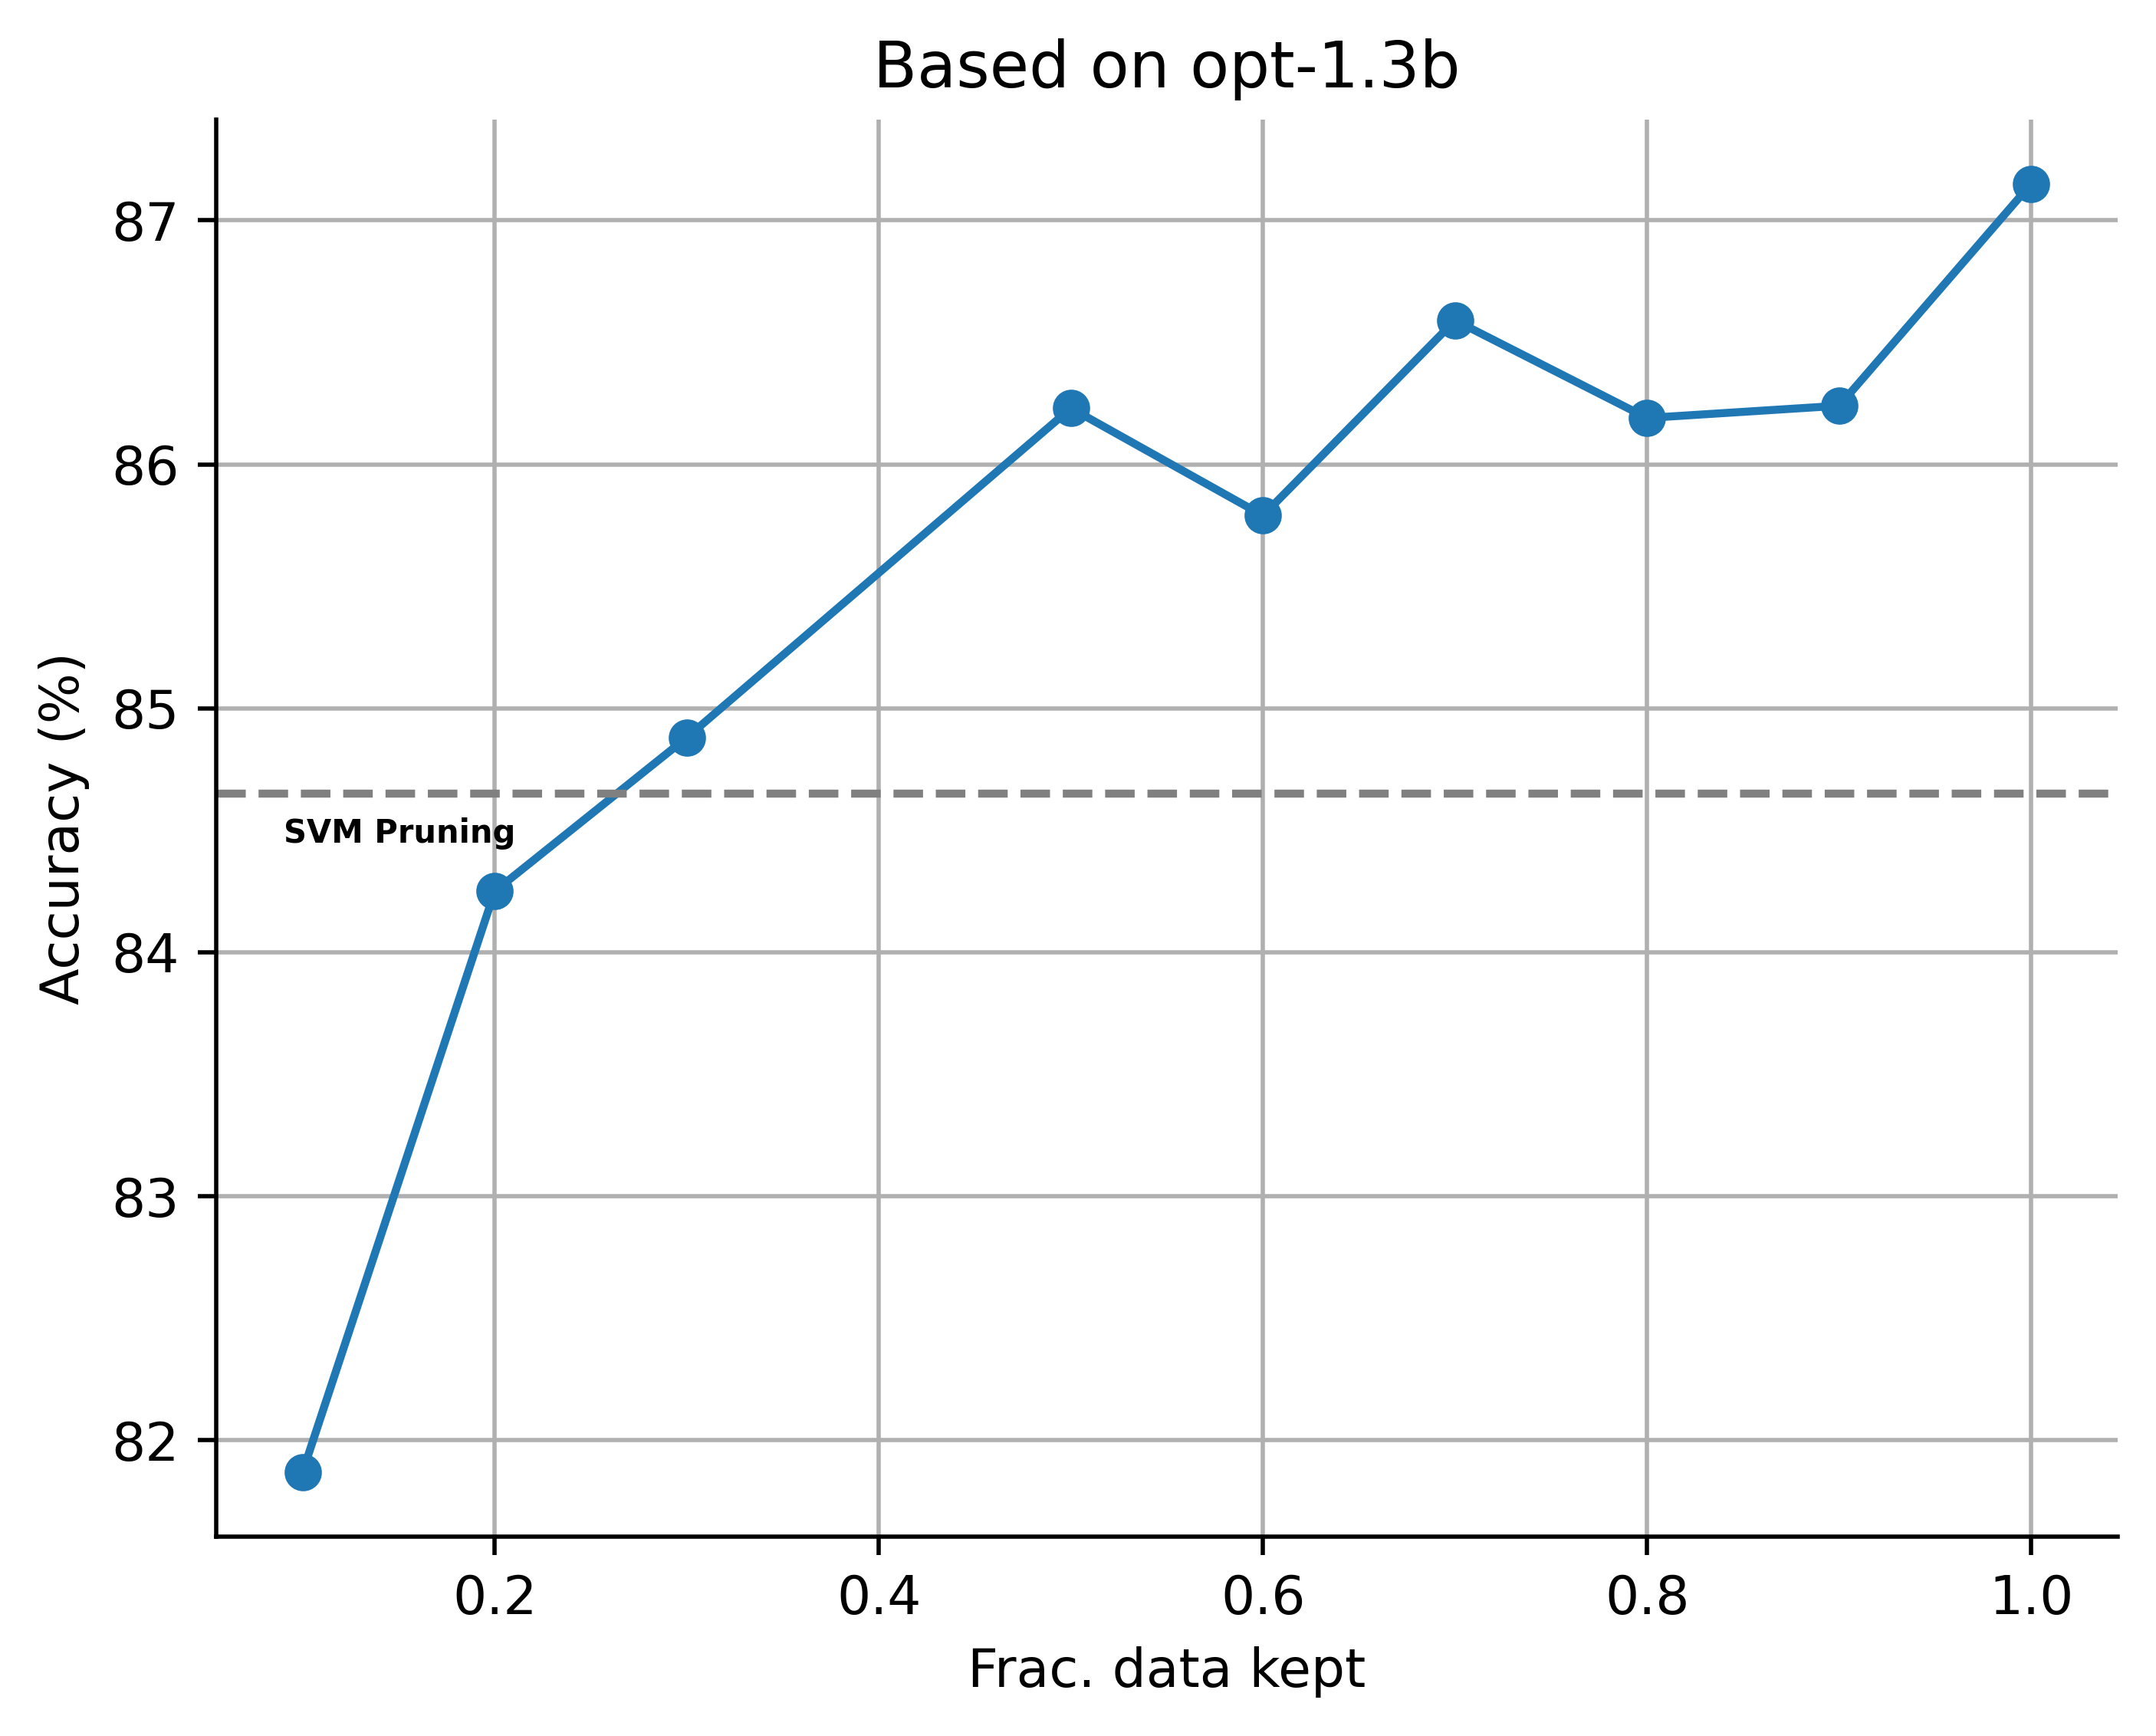 Based on opt-1.3b
Accuracy (%)
87
86
85
84
83
82
SVM Pruning
0.2
0.4
0.6
0.8
1.0
Frac. data kept